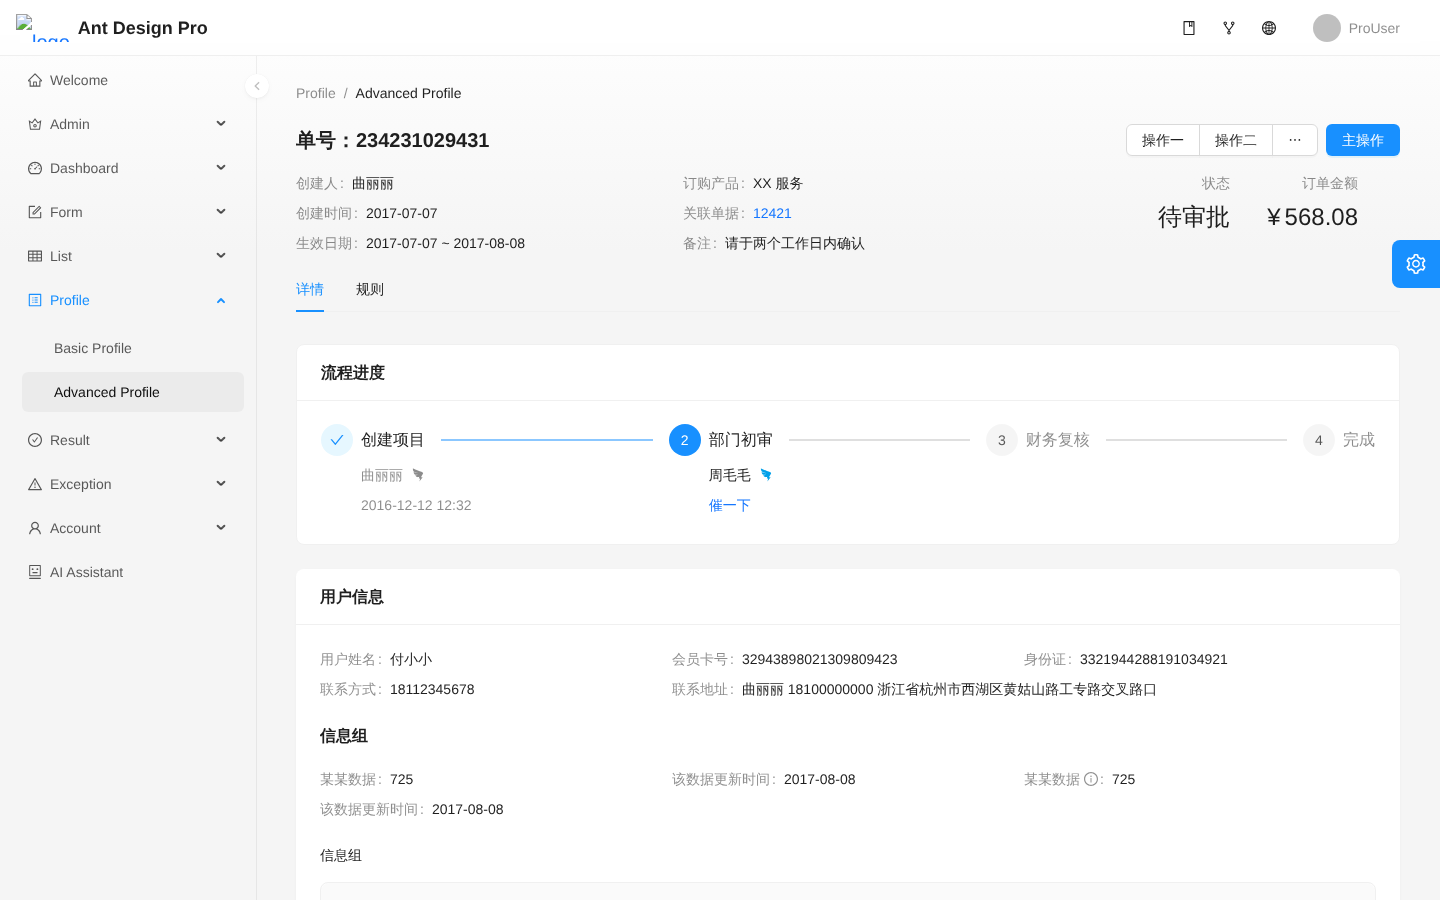 logo Ant Design Pro ProUser
Welcome
Admin
Dashboard
Form
List
Profile
Basic Profile
Advanced Profile
Result
Exception
Account
AI Assistant
Profile / Advanced Profile
单号：234231029431
操作一 操作二 ··· 主操作
创建人: 曲丽丽 订购产品: XX 服务
创建时间: 2017-07-07 关联单据: 12421
生效日期: 2017-07-07 ~ 2017-08-08 备注: 请于两个工作日内确认
状态 订单金额
待审批 ¥568.08
详情 规则
流程进度
创建项目 2 部门初审 3 财务复核 4 完成
曲丽丽 周毛毛
2016-12-12 12:32 催一下
用户信息
用户姓名: 付小小 会员卡号: 32943898021309809423 身份证: 3321944288191034921
联系方式: 18112345678 联系地址: 曲丽丽 18100000000 浙江省杭州市西湖区黄姑山路工专路交叉路口
信息组
某某数据: 725 该数据更新时间: 2017-08-08 某某数据: 725
该数据更新时间: 2017-08-08
信息组